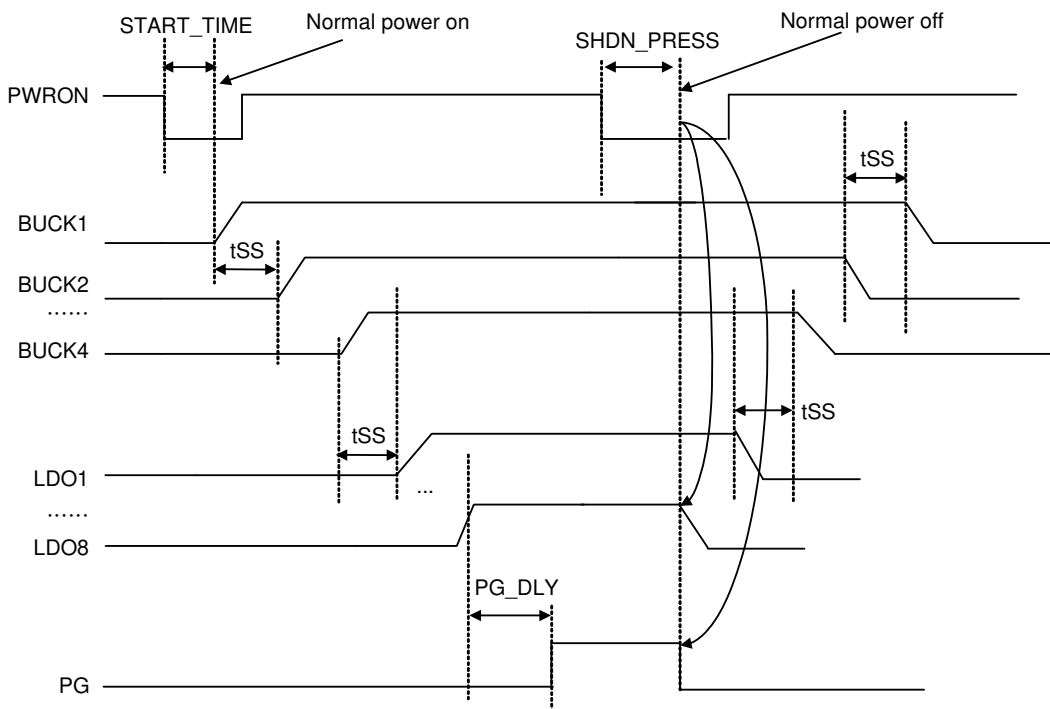 START_TIME
Normal power on
SHDN_PRESS
Normal power off
PWRON
tSS
BUCK1
tSS
BUCK2
......
BUCK4
tSS
tSS
LDO1
...
......
LDO8
PG_DLY
PG